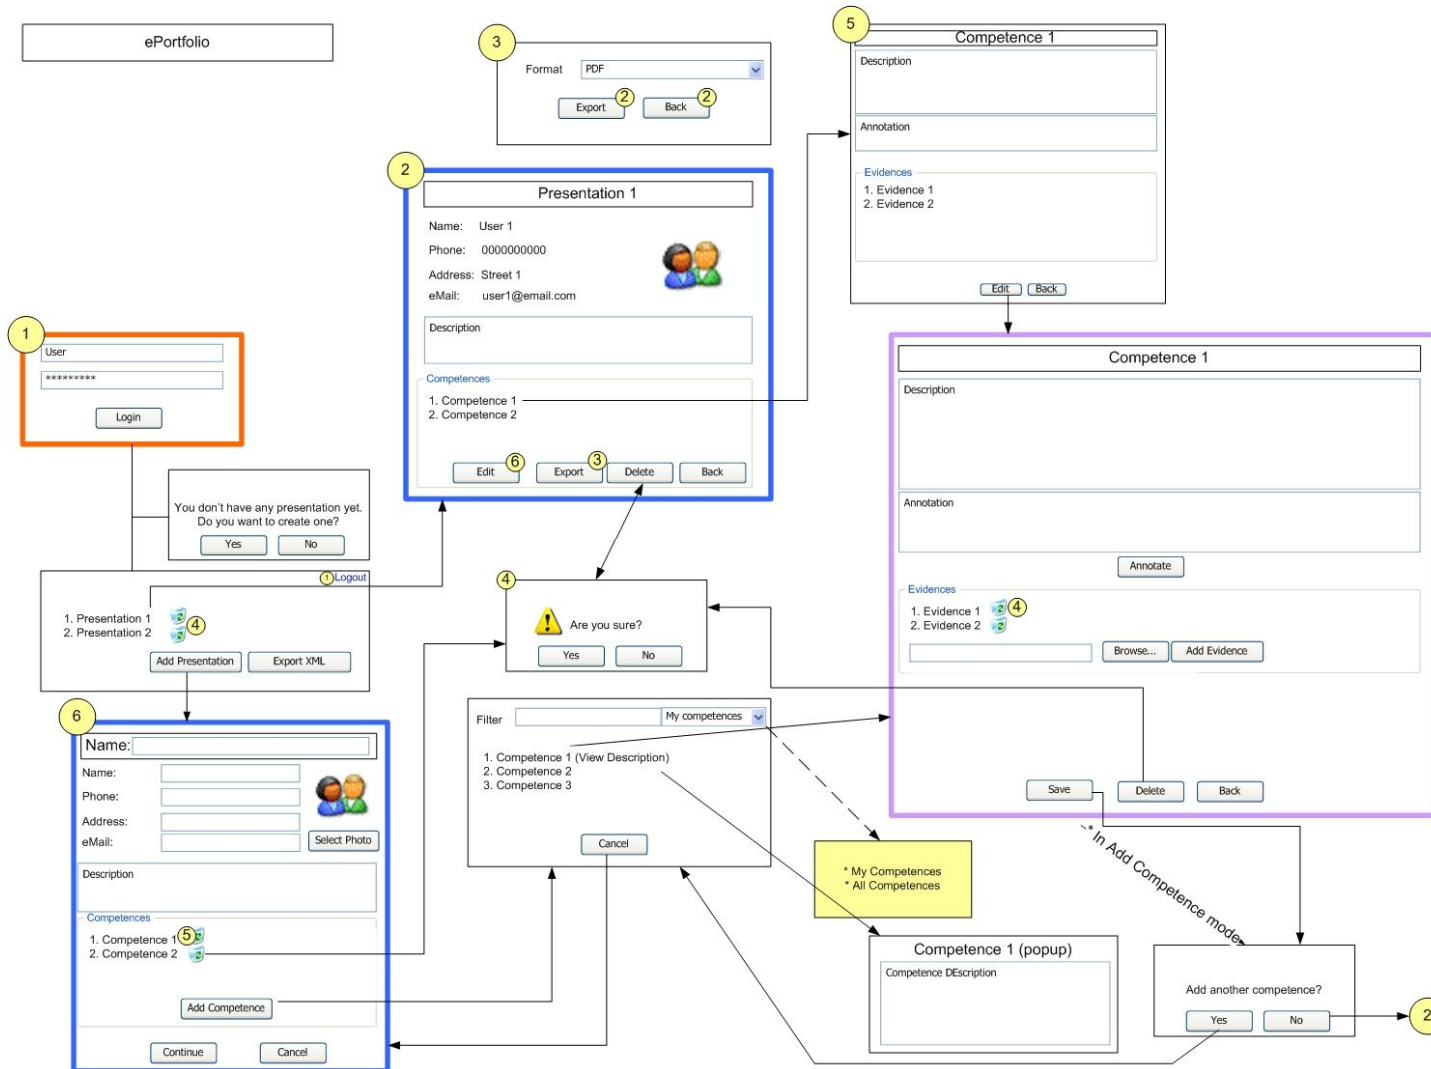 ePortfolio
3
Format PDF
Export 2 Back 2
5
Competence 1
Description
Annotation
Evidences
1. Evidence 1
2. Evidence 2
Edit Back
2
Presentation 1
Name: User 1
Phone: 0000000000
Address: Street 1
eMail: user1@email.com
Description
Competences
1. Competence 1
2. Competence 2
Edit 6 Export 3 Delete Back
1
User
*********
Login
You don't have any presentation yet.
Do you want to create one?
Yes No
1 Logout
1. Presentation 1
2. Presentation 2 4
Add Presentation Export XML
4
Are you sure?
Yes No
Competence 1
Description
Annotation
Annotate
Evidences
1. Evidence 1 4
2. Evidence 2
Browse... Add Evidence
Save Delete Back
6
Name:
Name:
Phone:
Address:
eMail:
Select Photo
Description
Competences
1. Competence 1 5
2. Competence 2
Add Competence
Continue Cancel
Filter My competences
1. Competence 1 (View Description)
2. Competence 2
3. Competence 3
Cancel
* My Competences
* All Competences
* In Add Competence mode
Competence 1 (popup)
Competence DEscription
Add another competence?
Yes No 2